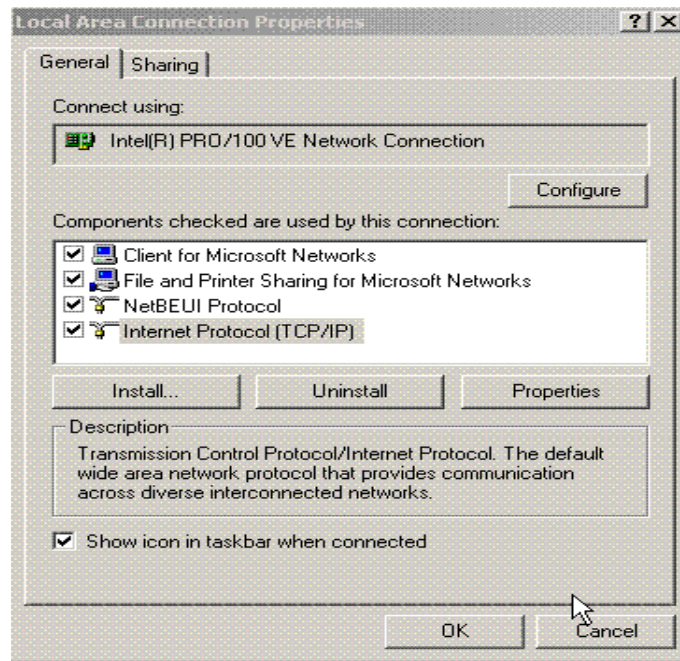 Local Area Connection Properties
General
Sharing
Connect using:
Intel(R) PRO/100 VE Network Connection
Configure
Components checked are used by this connection:
Client for Microsoft Networks
File and Printer Sharing for Microsoft Networks
NetBEUI Protocol
Internet Protocol (TCP/IP)
Install...
Uninstall
Properties
Description
Transmission Control Protocol/Internet Protocol. The default
wide area network protocol that provides communication
across diverse interconnected networks.
Show icon in taskbar when connected
OK
Cancel